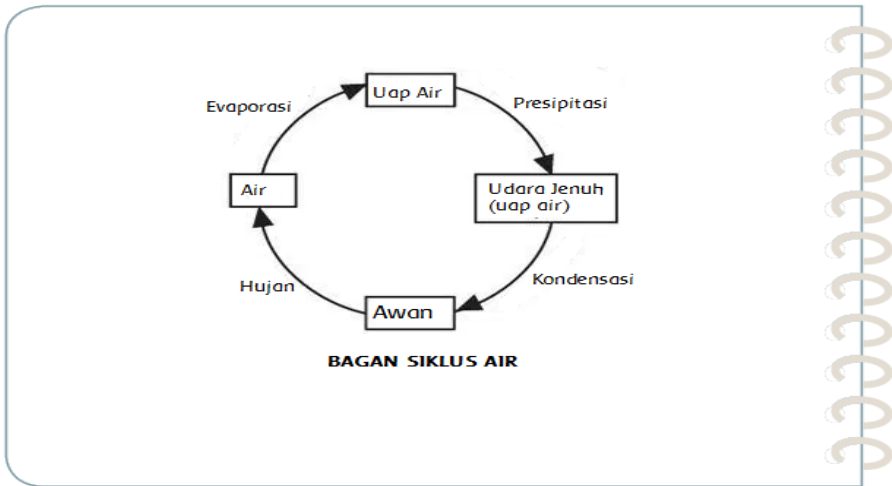 Uap Air
Evaporasi
Presipitasi
Air
Udara Jenuh
(uap air)
Hujan
Kondensasi
Awan
BAGAN SIKLUS AIR